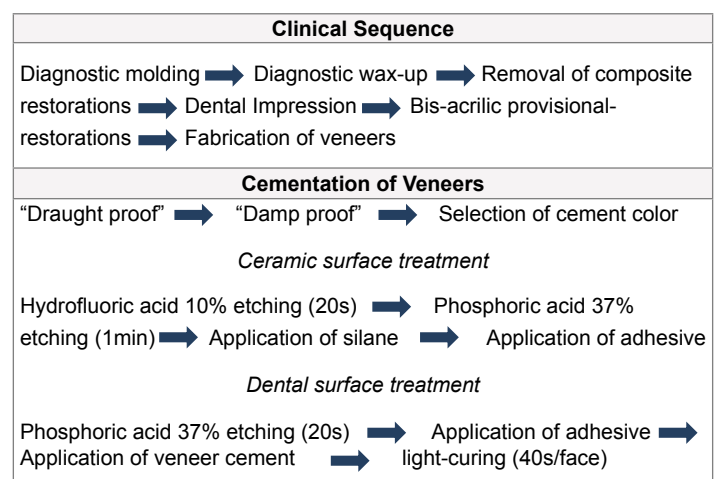 Clinical Sequence
Diagnostic molding ➡ Diagnostic wax-up ➡ Removal of composite
restorations ➡ Dental Impression ➡ Bis-acrilic provisional-
restorations ➡ Fabrication of veneers
Cementation of Veneers
“Draught proof” ➡ “Damp proof” ➡ Selection of cement color
Ceramic surface treatment
Hydrofluoric acid 10% etching (20s) ➡ Phosphoric acid 37%
etching (1min) ➡ Application of silane ➡ Application of adhesive
Dental surface treatment
Phosphoric acid 37% etching (20s) ➡ Application of adhesive ➡
Application of veneer cement ➡ light-curing (40s/face)